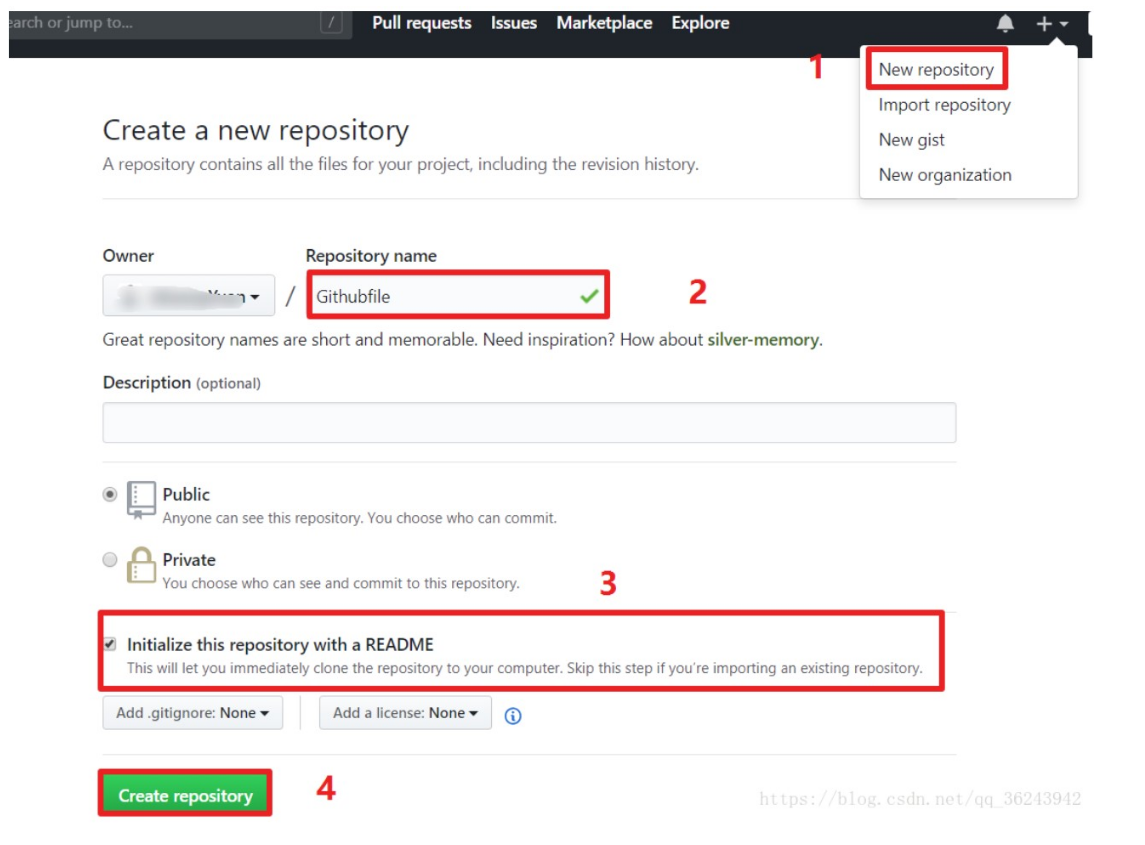 earch or jump to... / Pull requests Issues Marketplace Explore
1
New repository
Import repository
New gist
New organization
Create a new repository
A repository contains all the files for your project, including the revision history.
Owner Repository name
/ Githubfile 2
Great repository names are short and memorable. Need inspiration? How about silver-memory.
Description (optional)
Public
Anyone can see this repository. You choose who can commit.
Private
You choose who can see and commit to this repository.
3
Initialize this repository with a README
This will let you immediately clone the repository to your computer. Skip this step if you're importing an existing repository.
Add .gitignore: None Add a license: None
Create repository 4
https://blog.csdn.net/qq_36243942